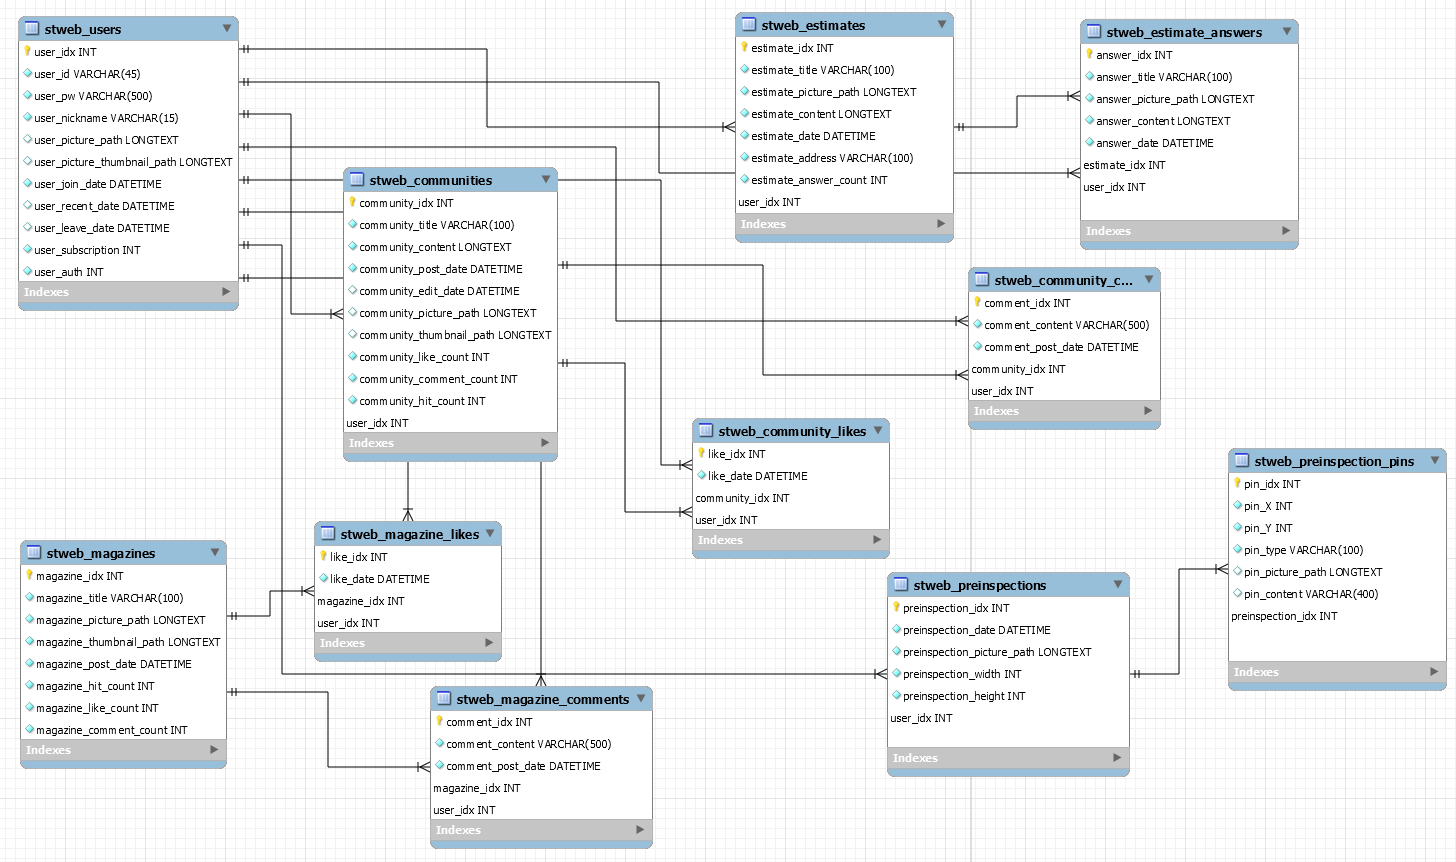 stweb_users
user_idx INT
user_id VARCHAR(45)
user_pw VARCHAR(500)
user_nickname VARCHAR(15)
user_picture_path LONGTEXT
user_picture_thumbnail_path LONGTEXT
user_join_date DATETIME
user_recent_date DATETIME
user_leave_date DATETIME
user_subscription INT
user_auth INT
Indexes
stweb_communities
community_idx INT
community_title VARCHAR(100)
community_content LONGTEXT
community_post_date DATETIME
community_edit_date DATETIME
community_picture_path LONGTEXT
community_thumbnail_path LONGTEXT
community_like_count INT
community_comment_count INT
community_hit_count INT
user_idx INT
Indexes
stweb_estimates
estimate_idx INT
estimate_title VARCHAR(100)
estimate_picture_path LONGTEXT
estimate_content LONGTEXT
estimate_date DATETIME
estimate_address VARCHAR(100)
estimate_answer_count INT
user_idx INT
Indexes
stweb_estimate_answers
answer_idx INT
answer_title VARCHAR(100)
answer_picture_path LONGTEXT
answer_content LONGTEXT
answer_date DATETIME
estimate_idx INT
user_idx INT
Indexes
stweb_community_c...
comment_idx INT
comment_content VARCHAR(500)
comment_post_date DATETIME
community_idx INT
user_idx INT
Indexes
stweb_community_likes
like_idx INT
like_date DATETIME
community_idx INT
user_idx INT
Indexes
stweb_preinspection_pins
pin_idx INT
pin_X INT
pin_Y INT
pin_type VARCHAR(100)
pin_picture_path LONGTEXT
pin_content VARCHAR(400)
preinspection_idx INT
Indexes
stweb_magazines
magazine_idx INT
magazine_title VARCHAR(100)
magazine_picture_path LONGTEXT
magazine_thumbnail_path LONGTEXT
magazine_post_date DATETIME
magazine_hit_count INT
magazine_like_count INT
magazine_comment_count INT
Indexes
stweb_magazine_likes
like_idx INT
like_date DATETIME
magazine_idx INT
user_idx INT
Indexes
stweb_preinspections
preinspection_idx INT
preinspection_date DATETIME
preinspection_picture_path LONGTEXT
preinspection_width INT
preinspection_height INT
user_idx INT
Indexes
stweb_magazine_comments
comment_idx INT
comment_content VARCHAR(500)
comment_post_date DATETIME
magazine_idx INT
user_idx INT
Indexes